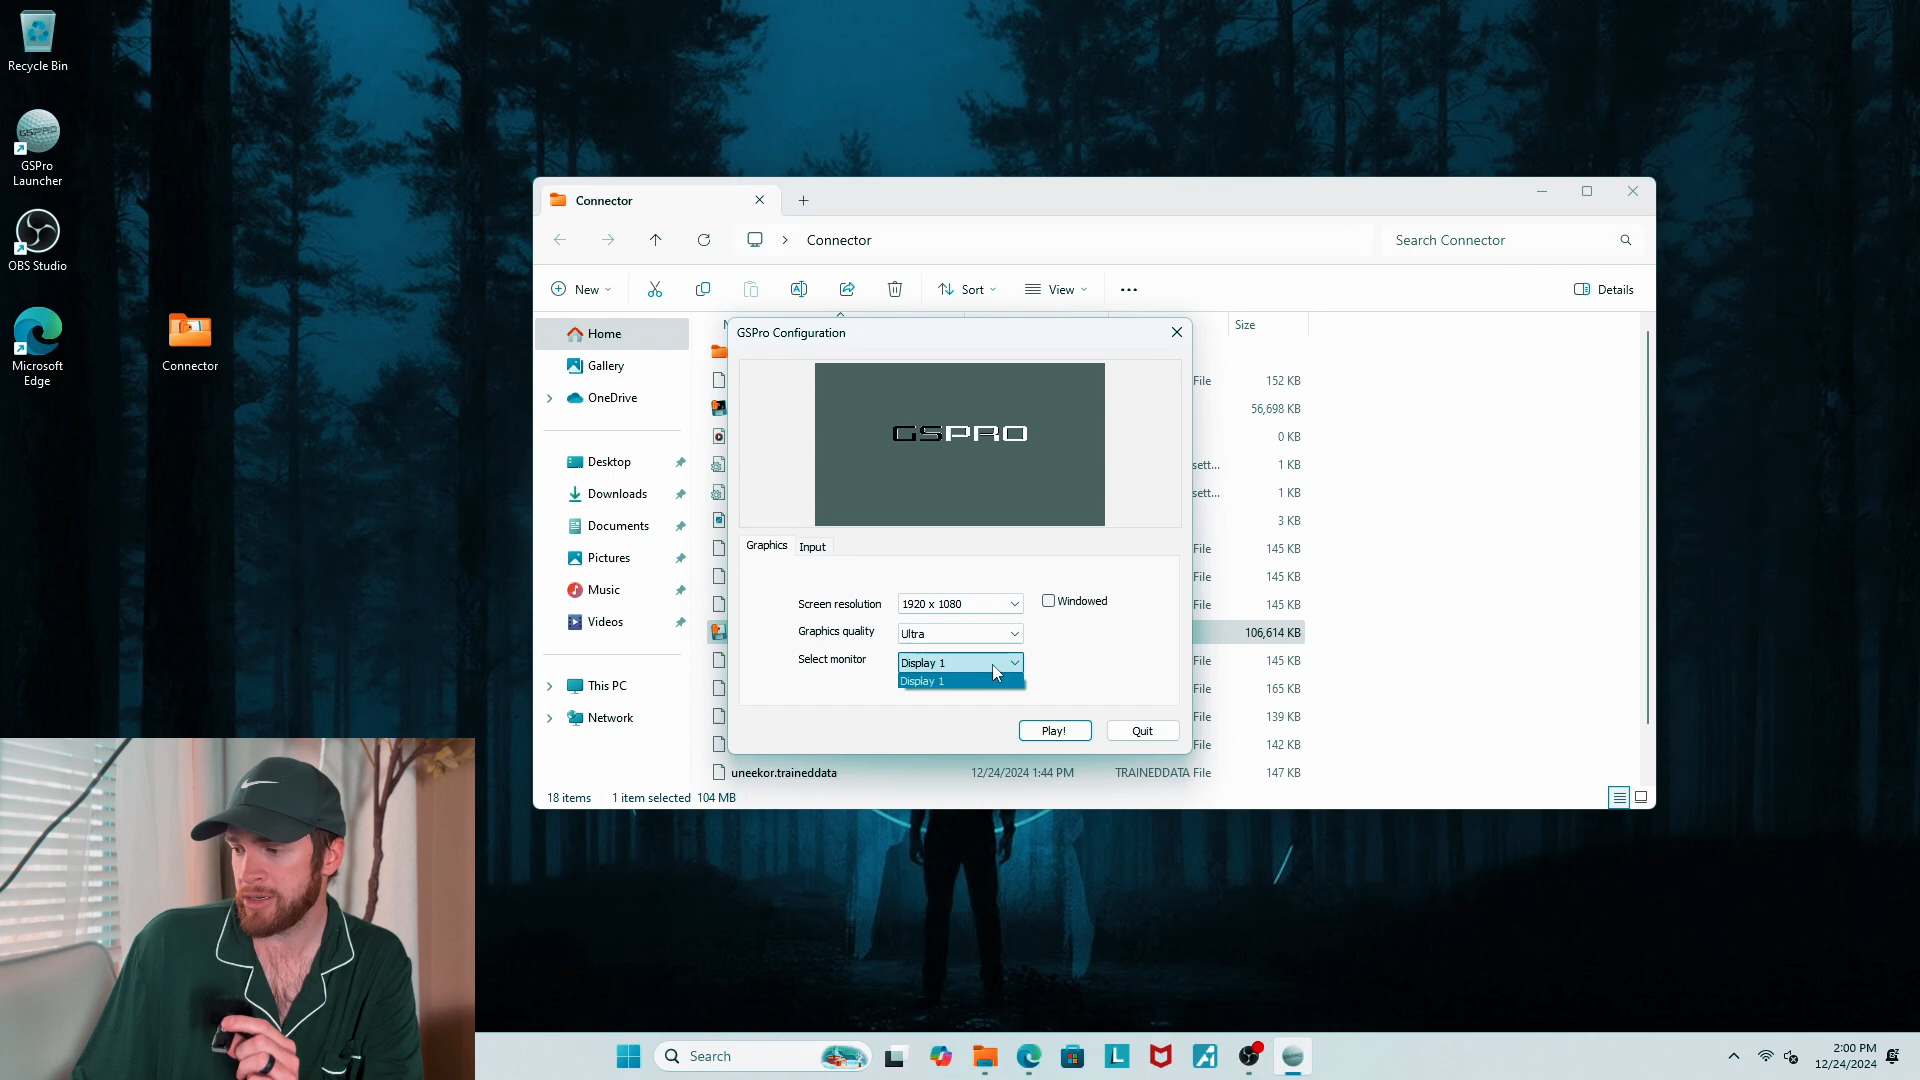 Recycle Bin
GSPRO
GSPro
Launcher
OBS Studio
Microsoft
Edge
Connector
Connector
Connector
Search Connector
New
Sort
View
Details
Home
Gallery
OneDrive
Desktop
Downloads
Documents
Pictures
Music
Videos
This PC
Network
Size
File 152 KB
56,698 KB
0 KB
sett... 1 KB
sett... 1 KB
3 KB
File 145 KB
File 145 KB
File 145 KB
106,614 KB
File 145 KB
File 165 KB
File 139 KB
File 142 KB
uneekor.traineddata 12/24/2024 1:44 PM TRAINEDDATA File 147 KB
18 items 1 item selected 104 MB
GSPro Configuration
GSPRO
Graphics Input
Screen resolution 1920 x 1080 Windowed
Graphics quality Ultra
Select monitor Display 1
Display 1
Play! Quit
Search
L
2:00 PM
12/24/2024